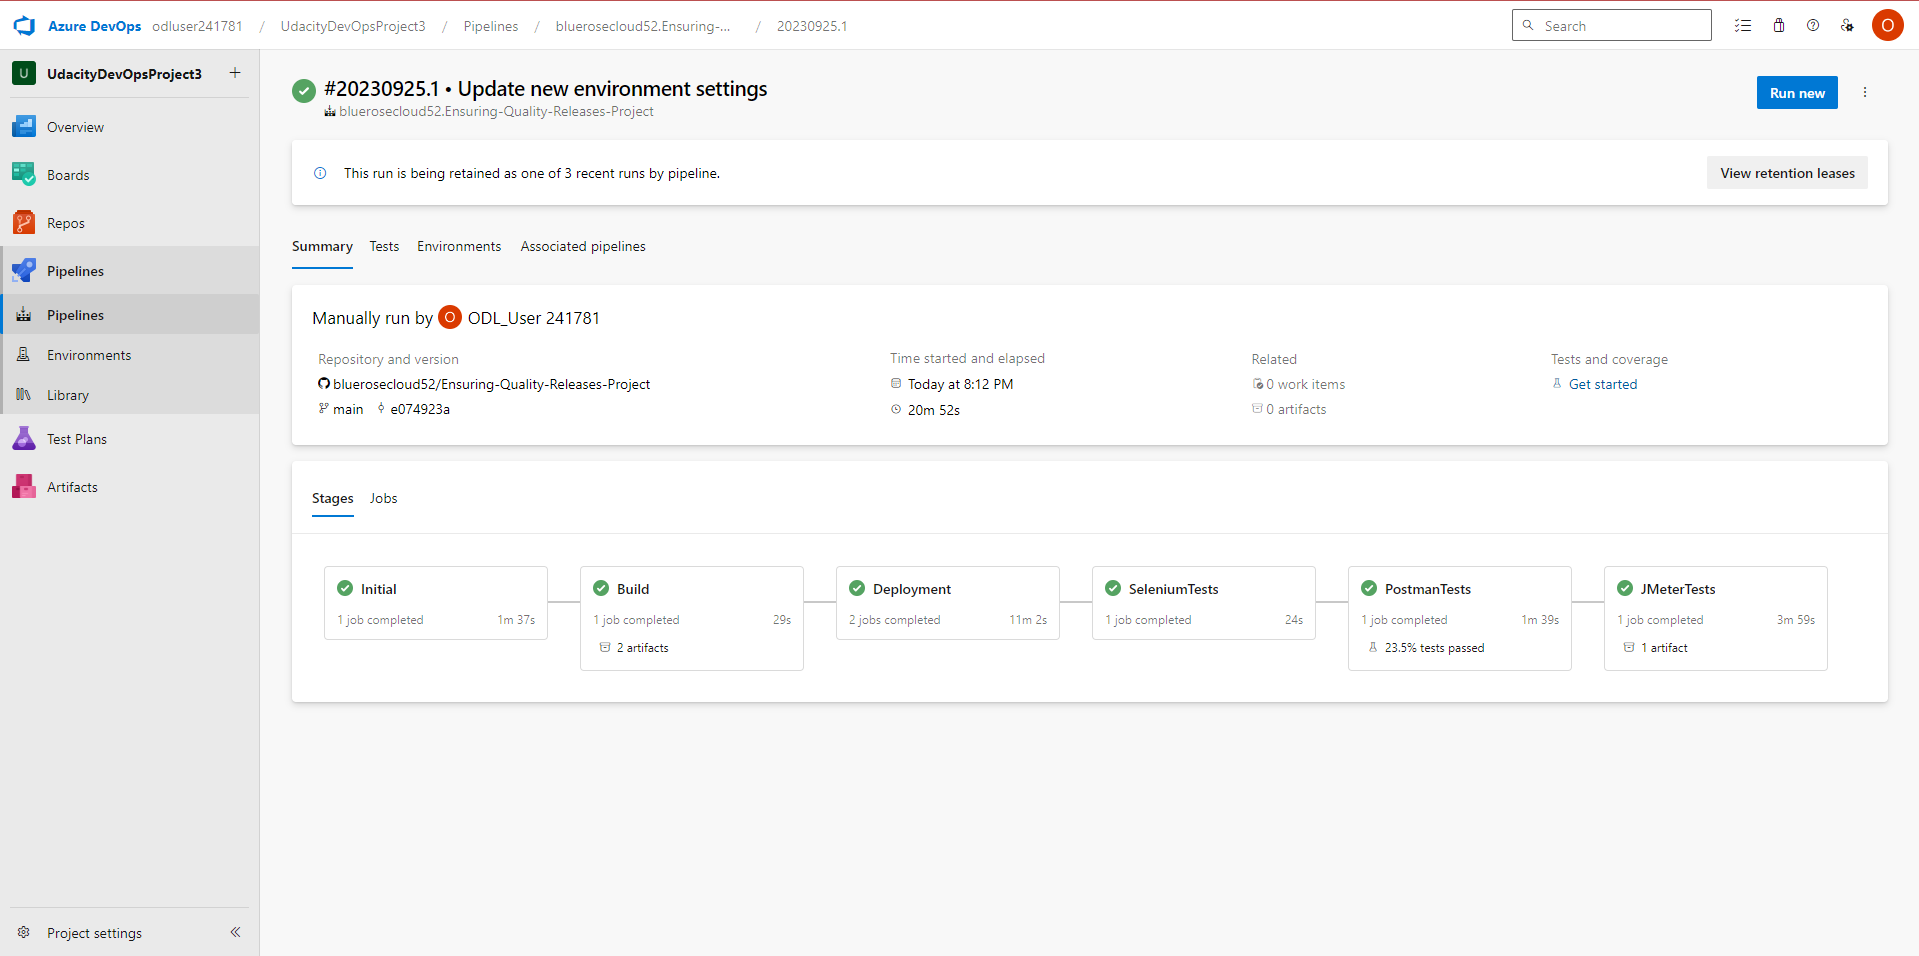 Azure DevOps odluser241781 / UdacityDevOpsProject3 / Pipelines / bluerosecloud52.Ensuring-... / 20230925.1
Search
O
U UdacityDevOpsProject3 +
Overview
Boards
Repos
Pipelines
Pipelines
Environments
Library
Test Plans
Artifacts
Project settings
#20230925.1 • Update new environment settings
bluerosecloud52.Ensuring-Quality-Releases-Project
Run new
This run is being retained as one of 3 recent runs by pipeline.
View retention leases
Summary Tests Environments Associated pipelines
Manually run by O ODL_User 241781
Repository and version
bluerosecloud52/Ensuring-Quality-Releases-Project
main e074923a
Time started and elapsed
Today at 8:12 PM
20m 52s
Related
0 work items
0 artifacts
Tests and coverage
Get started
Stages Jobs
Initial
1 job completed 1m 37s
Build
1 job completed 29s
2 artifacts
Deployment
2 jobs completed 11m 2s
SeleniumTests
1 job completed 24s
PostmanTests
1 job completed 1m 39s
23.5% tests passed
JMeterTests
1 job completed 3m 59s
1 artifact